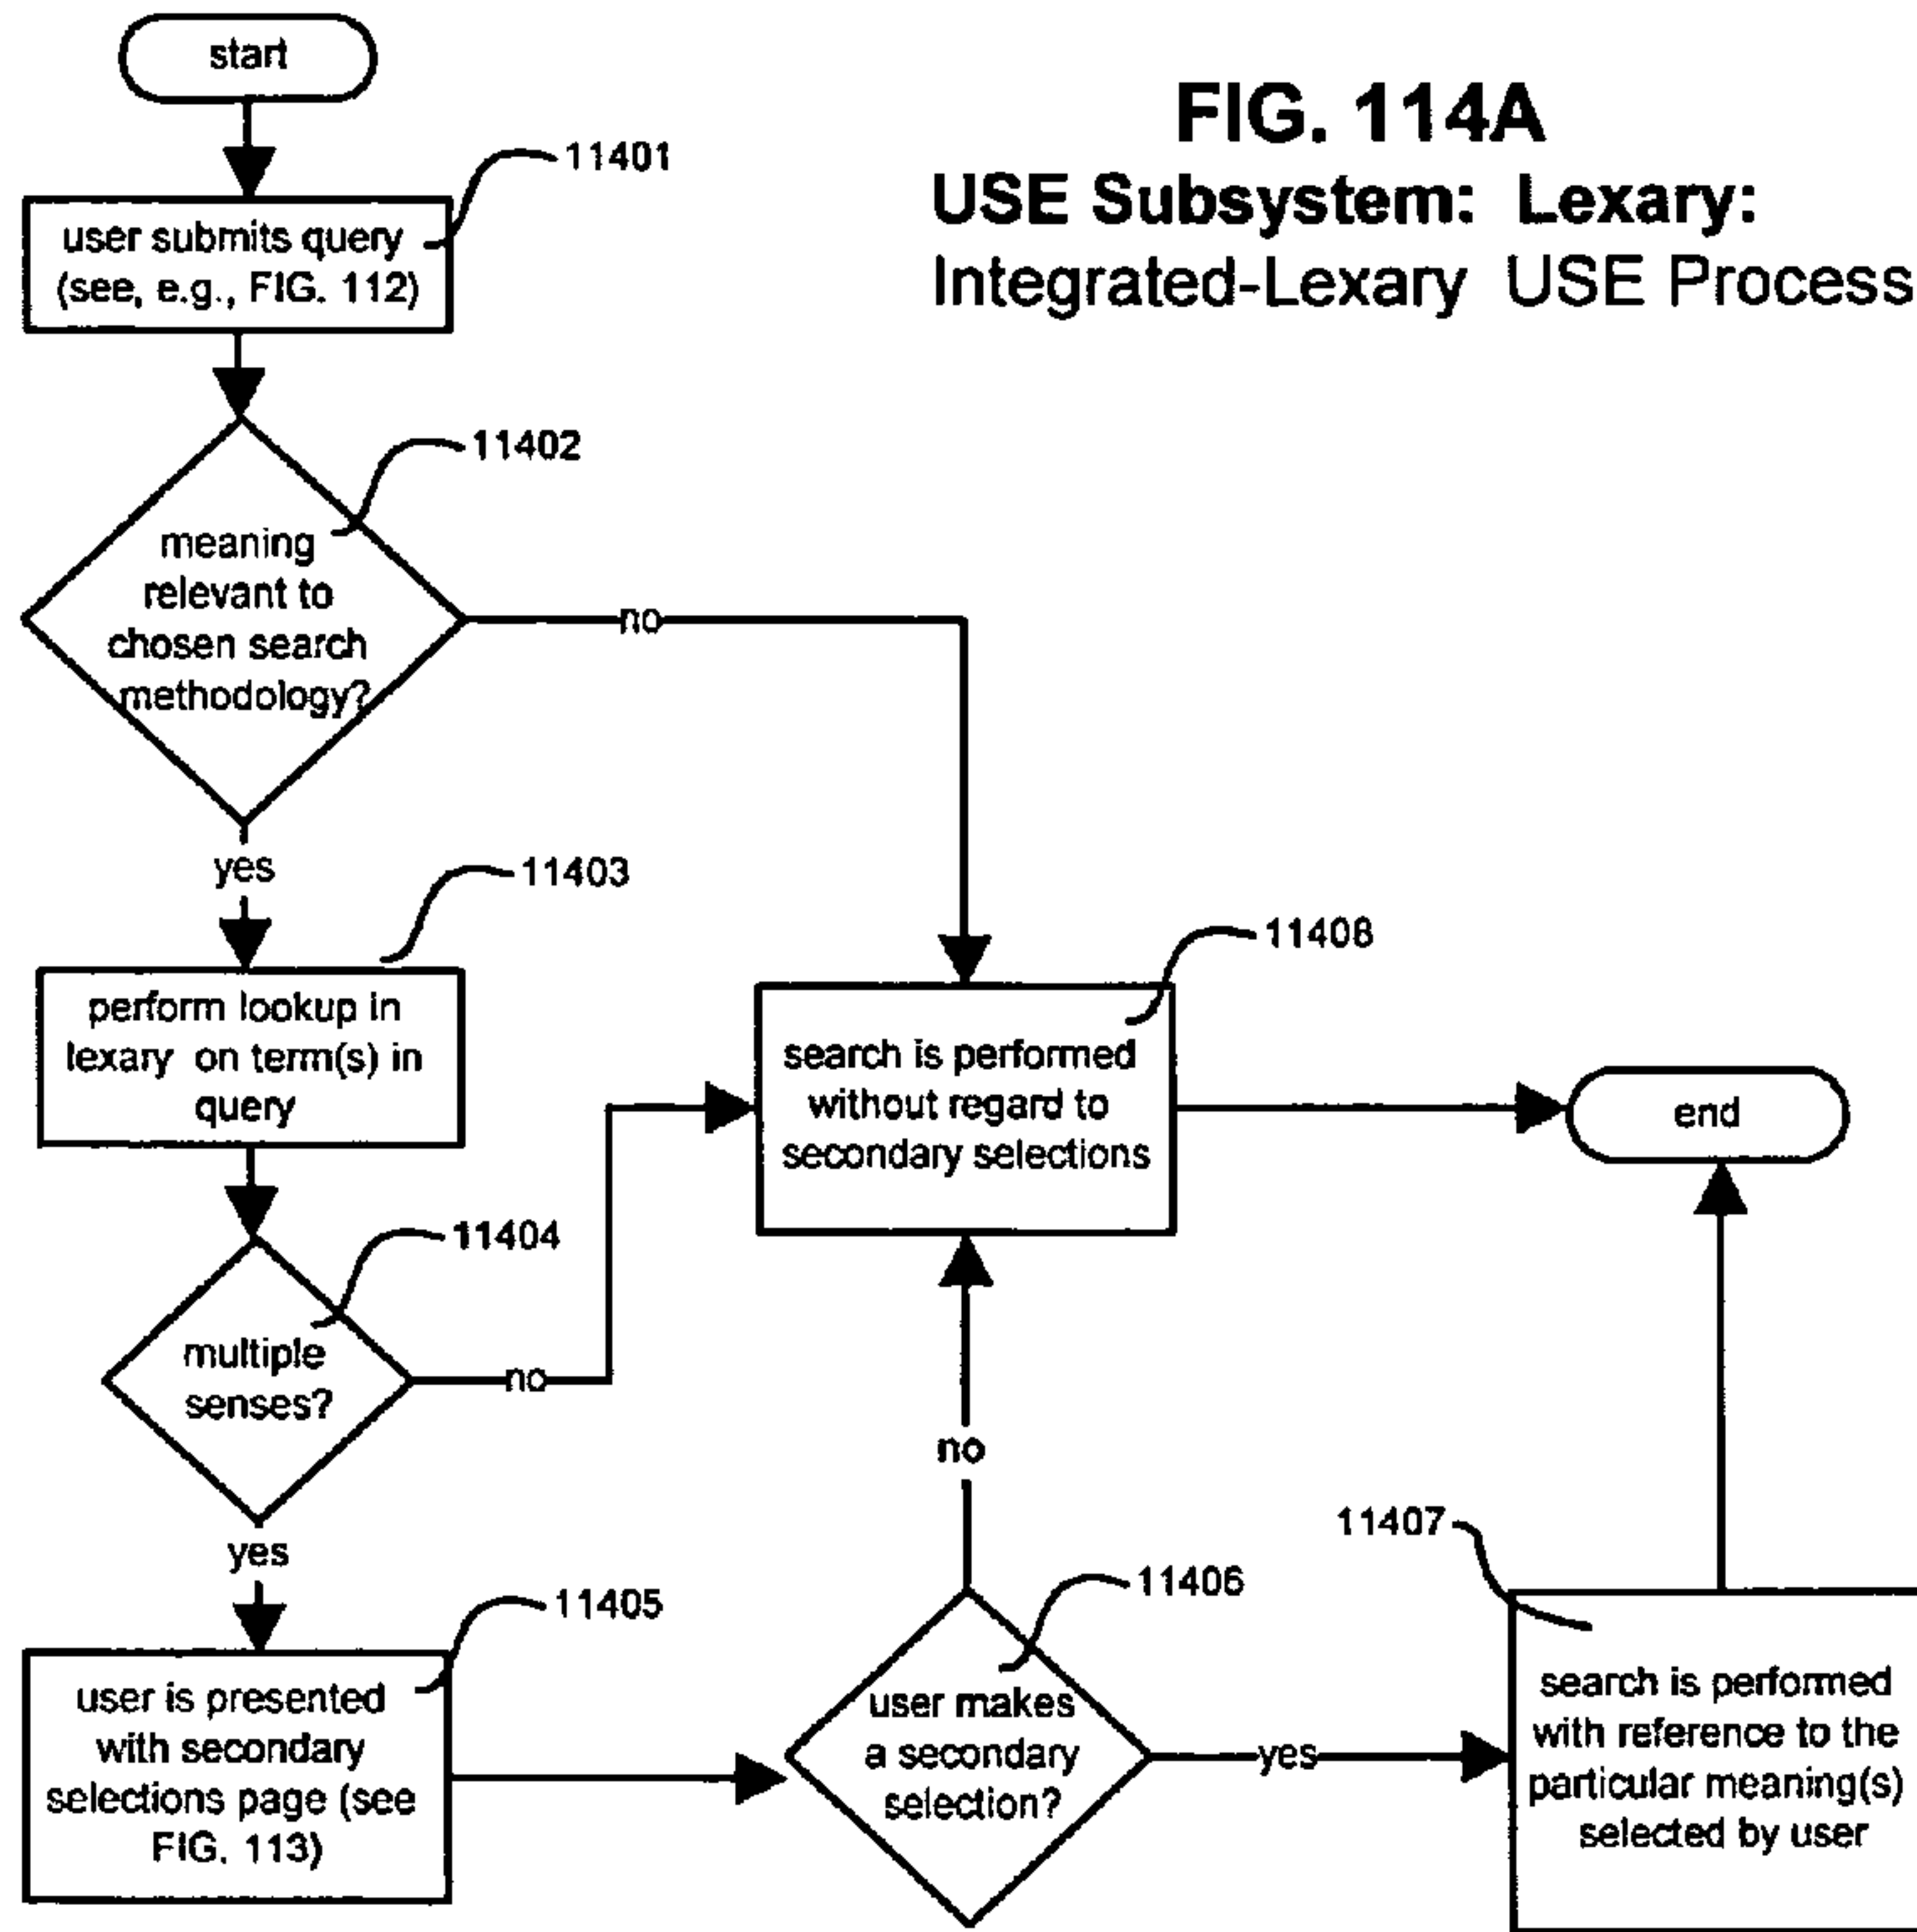 start
FIG. 114A
USE Subsystem: Lexary:
Integrated-Lexary USE Process
11401
user submits query
(see, e.g., FIG. 112)
11402
meaning
relevant to
chosen search
methodology?
no
yes
11403
perform lookup in
lexary on term(s) in
query
11408
search is performed
without regard to
secondary selections
end
11404
multiple
senses?
no
yes
no
11405
user is presented
with secondary
selections page (see
FIG. 113)
11406
user makes
a secondary
selection?
yes
11407
search is performed
with reference to the
particular meaning(s)
selected by user